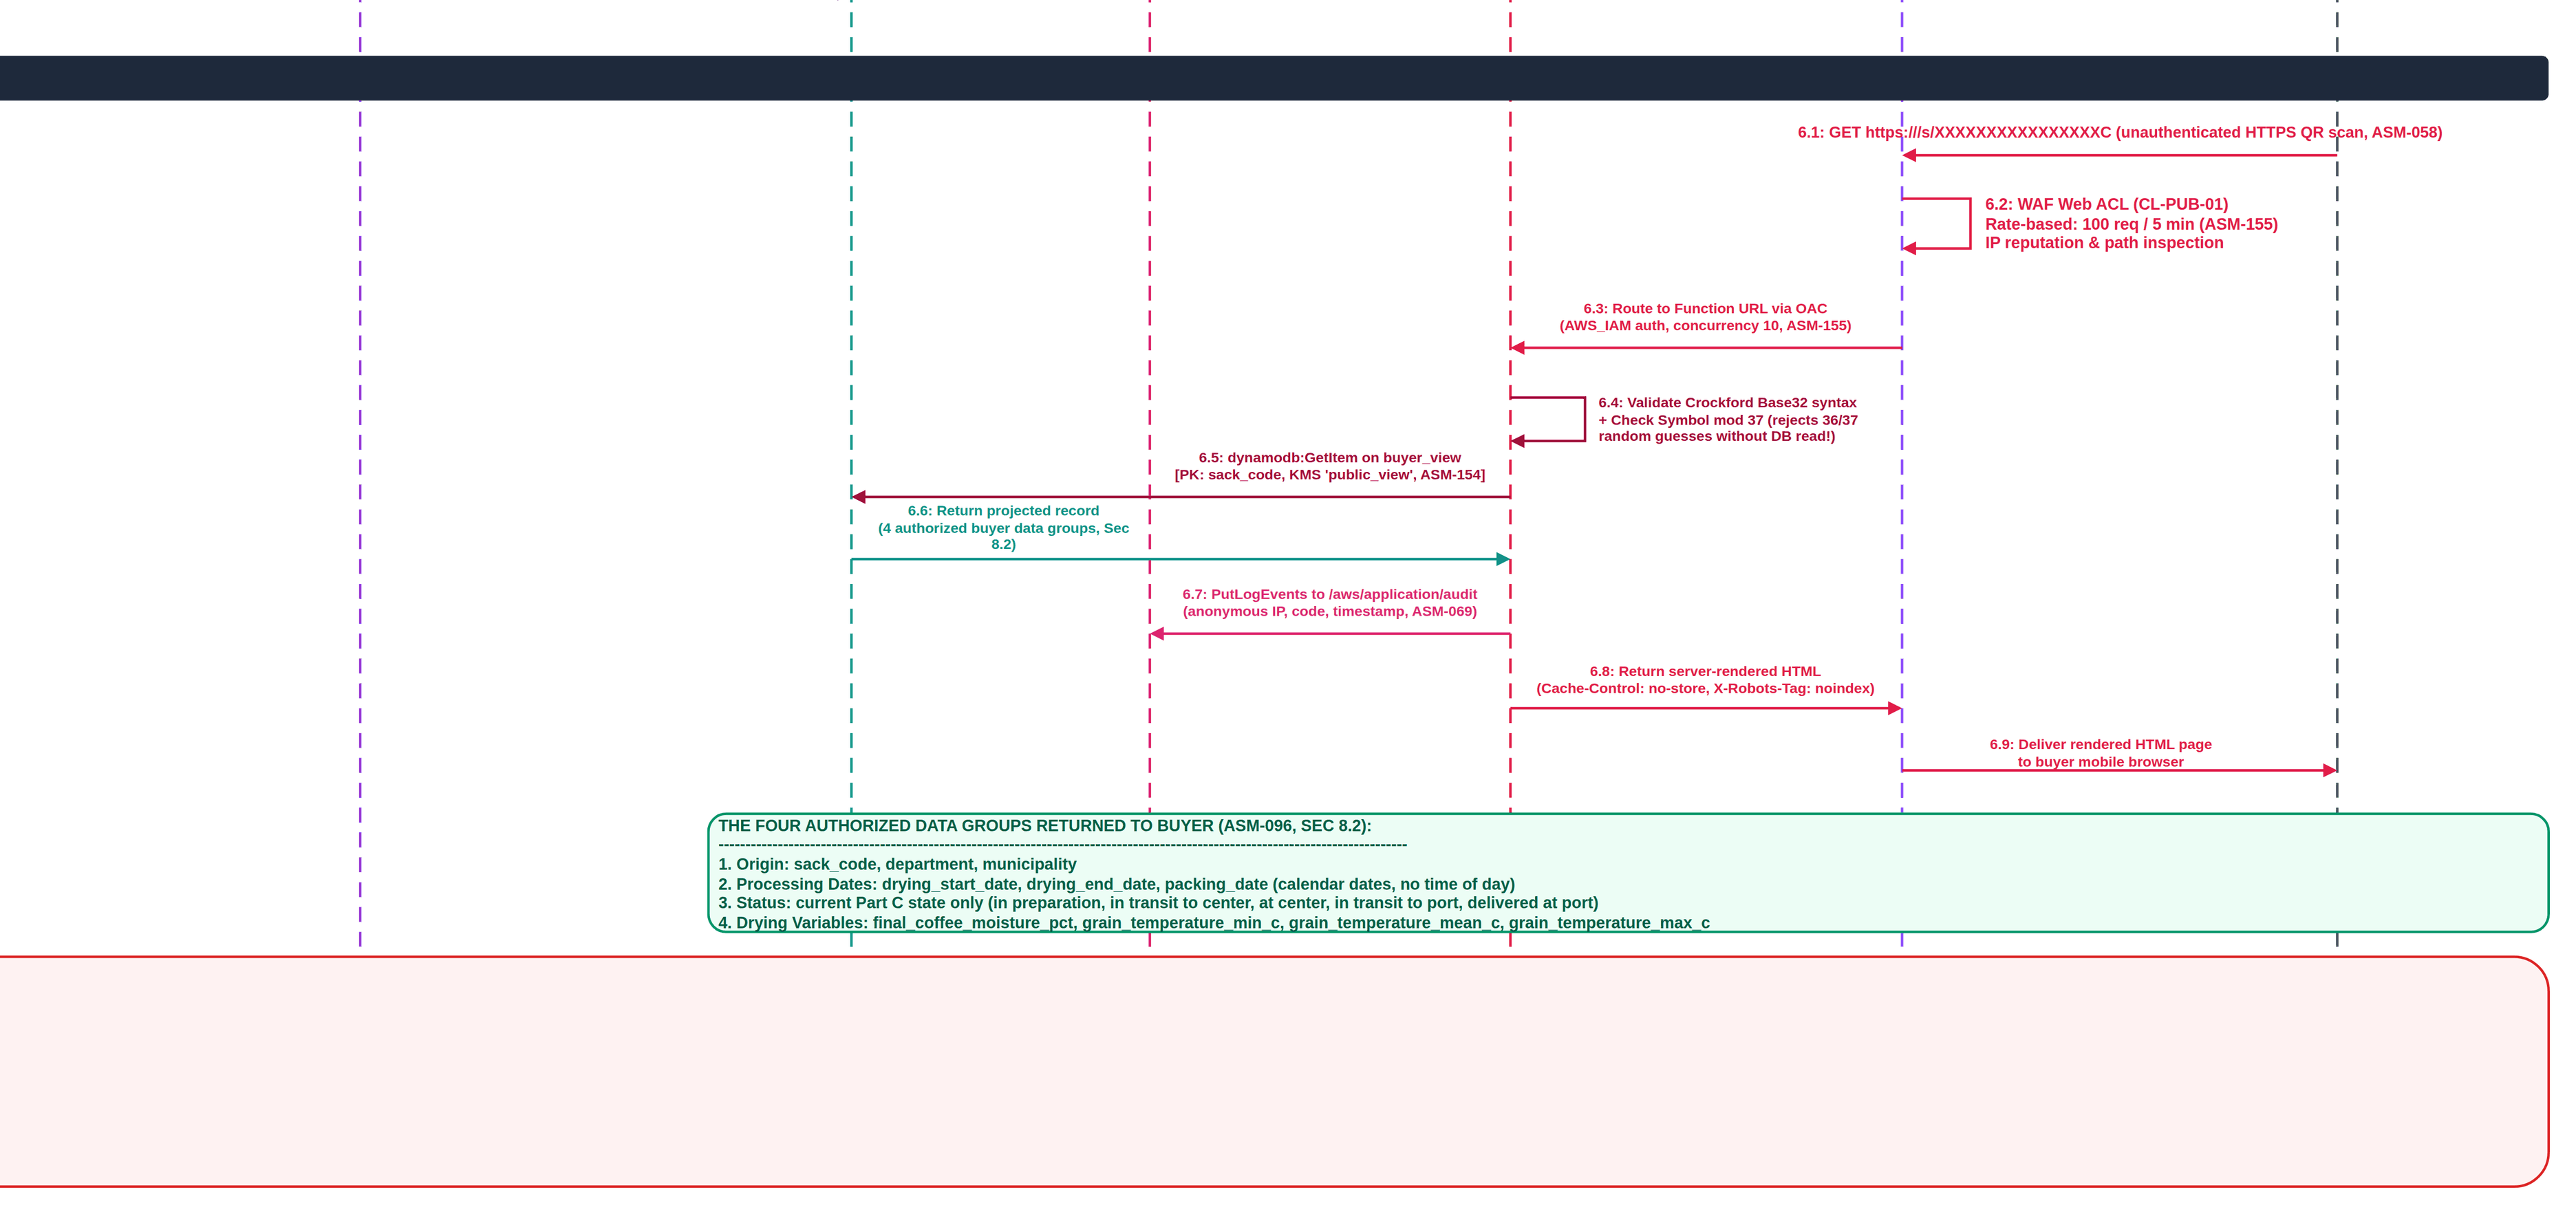 6.1: GET https:///s/XXXXXXXXXXXXXXXXC (unauthenticated HTTPS QR scan, ASM-058)
6.2: WAF Web ACL (CL-PUB-01)
Rate-based: 100 req / 5 min (ASM-155)
IP reputation & path inspection
6.3: Route to Function URL via OAC
(AWS_IAM auth, concurrency 10, ASM-155)
6.4: Validate Crockford Base32 syntax
+ Check Symbol mod 37 (rejects 36/37
random guesses without DB read!)
6.5: dynamodb:GetItem on buyer_view
[PK: sack_code, KMS 'public_view', ASM-154]
6.6: Return projected record
(4 authorized buyer data groups, Sec
8.2)
6.7: PutLogEvents to /aws/application/audit
(anonymous IP, code, timestamp, ASM-069)
6.8: Return server-rendered HTML
(Cache-Control: no-store, X-Robots-Tag: noindex)
6.9: Deliver rendered HTML page
to buyer mobile browser
THE FOUR AUTHORIZED DATA GROUPS RETURNED TO BUYER (ASM-096, SEC 8.2):
--------------------------------------------------------------------------------------------------------------------------------
1. Origin: sack_code, department, municipality
2. Processing Dates: drying_start_date, drying_end_date, packing_date (calendar dates, no time of day)
3. Status: current Part C state only (in preparation, in transit to center, at center, in transit to port, delivered at port)
4. Drying Variables: final_coffee_moisture_pct, grain_temperature_min_c, grain_temperature_mean_c, grain_temperature_max_c